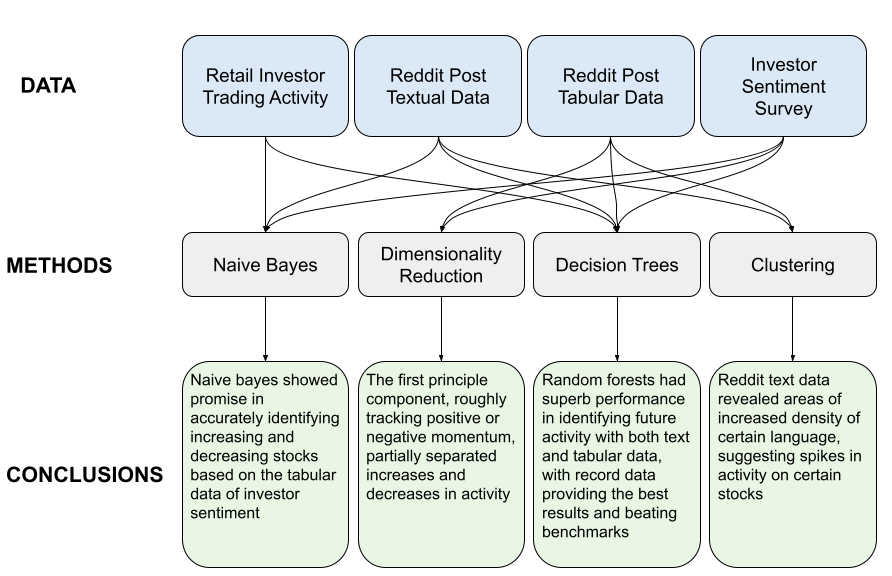 DATA
Retail Investor
Trading Activity
Reddit Post
Textual Data
Reddit Post
Tabular Data
Investor
Sentiment
Survey
METHODS
Naive Bayes
Dimensionality
Reduction
Decision Trees
Clustering
CONCLUSIONS
Naive bayes showed
promise in
accurately identifying
increasing and
decreasing stocks
based on the tabular
data of investor
sentiment
The first principle
component, roughly
tracking positive or
negative momentum,
partially separated
increases and
decreases in activity
Random forests had
superb performance
in identifying future
activity with both text
and tabular data,
with record data
providing the best
results and beating
benchmarks
Reddit text data
revealed areas of
increased density of
certain language,
suggesting spikes in
activity on certain
stocks